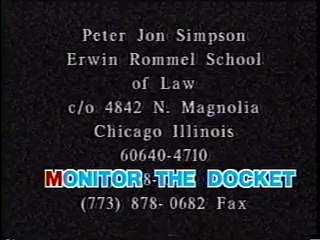 Peter Jon Simpson
Erwin Rommel School
of Law
c/o 4842 N. Magnolia
Chicago Illinois
60640-4710
MONITOR THE DOCKET
(773) 878-0682 Fax